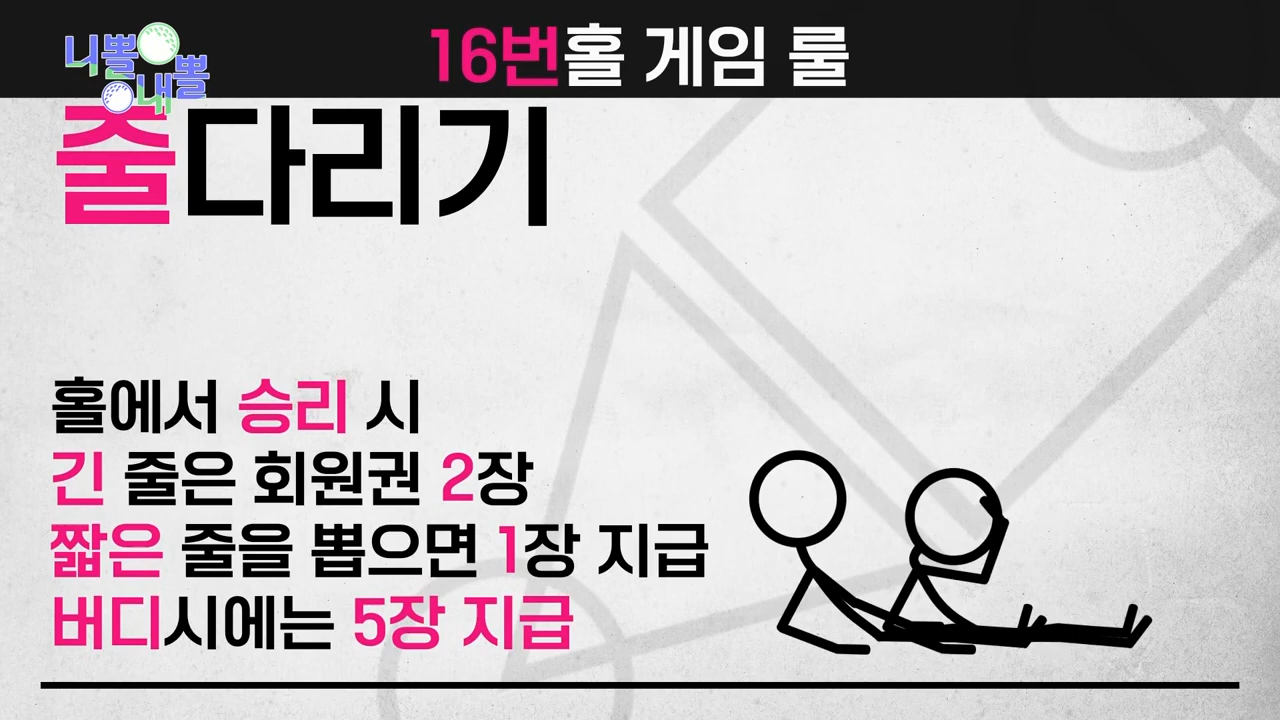 니뽈내뽈
16번홀 게임 룰
줄다리기
홀에서 승리 시
긴 줄은 회원권 2장
짧은 줄을 뽑으면 1장 지급
버디시에는 5장 지급